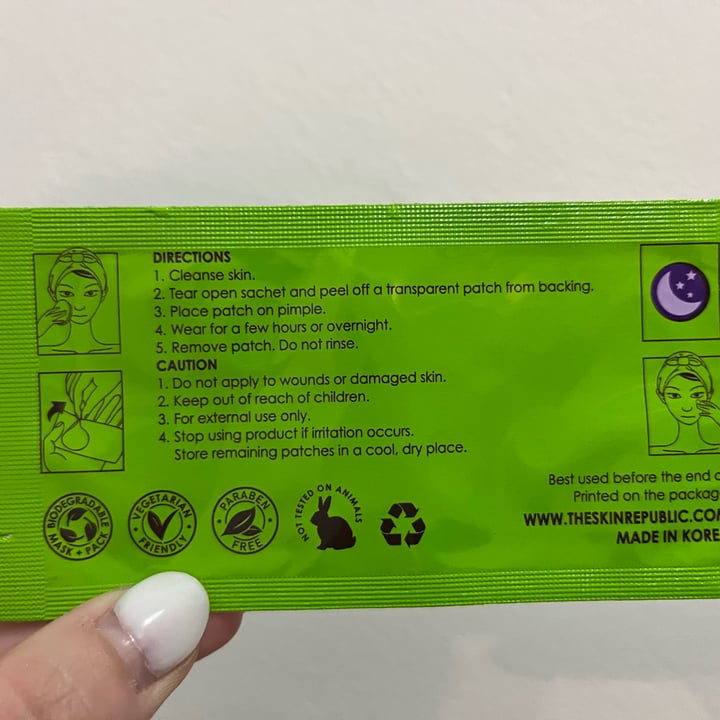 DIRECTIONS
1. Cleanse skin.
2. Tear open sachet and peel off a transparent patch from backing.
3. Place patch on pimple.
4. Wear for a few hours or overnight.
5. Remove patch. Do not rinse.
CAUTION
1. Do not apply to wounds or damaged skin.
2. Keep out of reach of children.
3. For external use only.
4. Stop using product if irritation occurs.
Store remaining patches in a cool, dry place.
BIODEGRADABLE
MASK + PACK
VEGETARIAN
FRIENDLY
PARABEN
FREE
NOT TESTED ON ANIMALS
Best used before the end
Printed on the packag
WWW.THESKINREPUBLIC.COM
MADE IN KORE